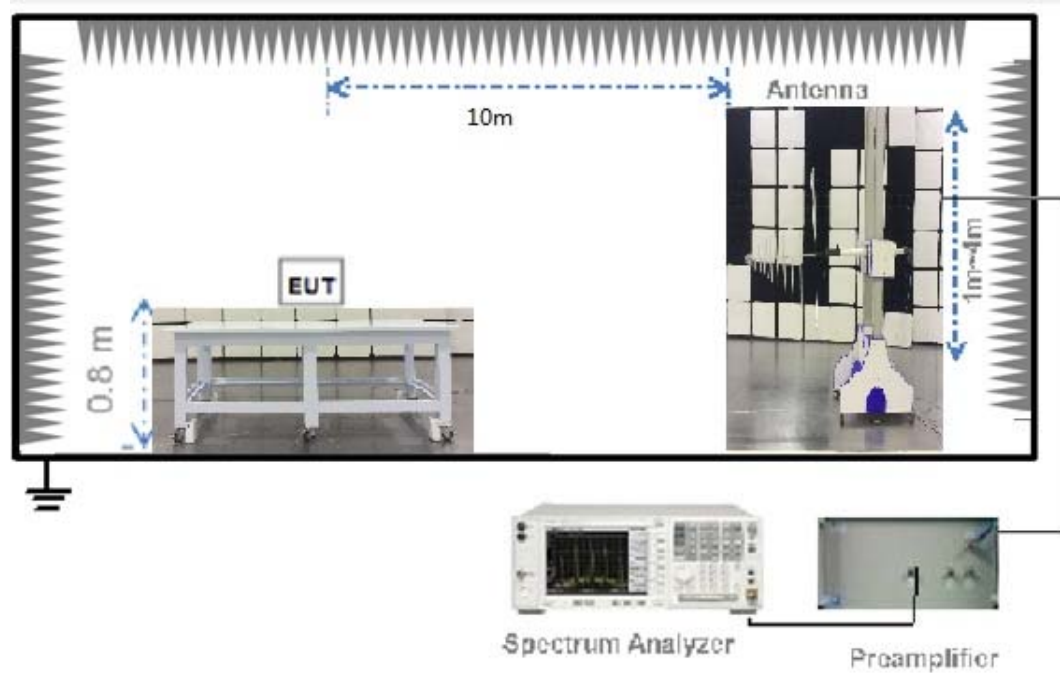 Antenna
10m
1m~4m
EUT
0.8 m
Spectrum Analyzer
Preamplifier